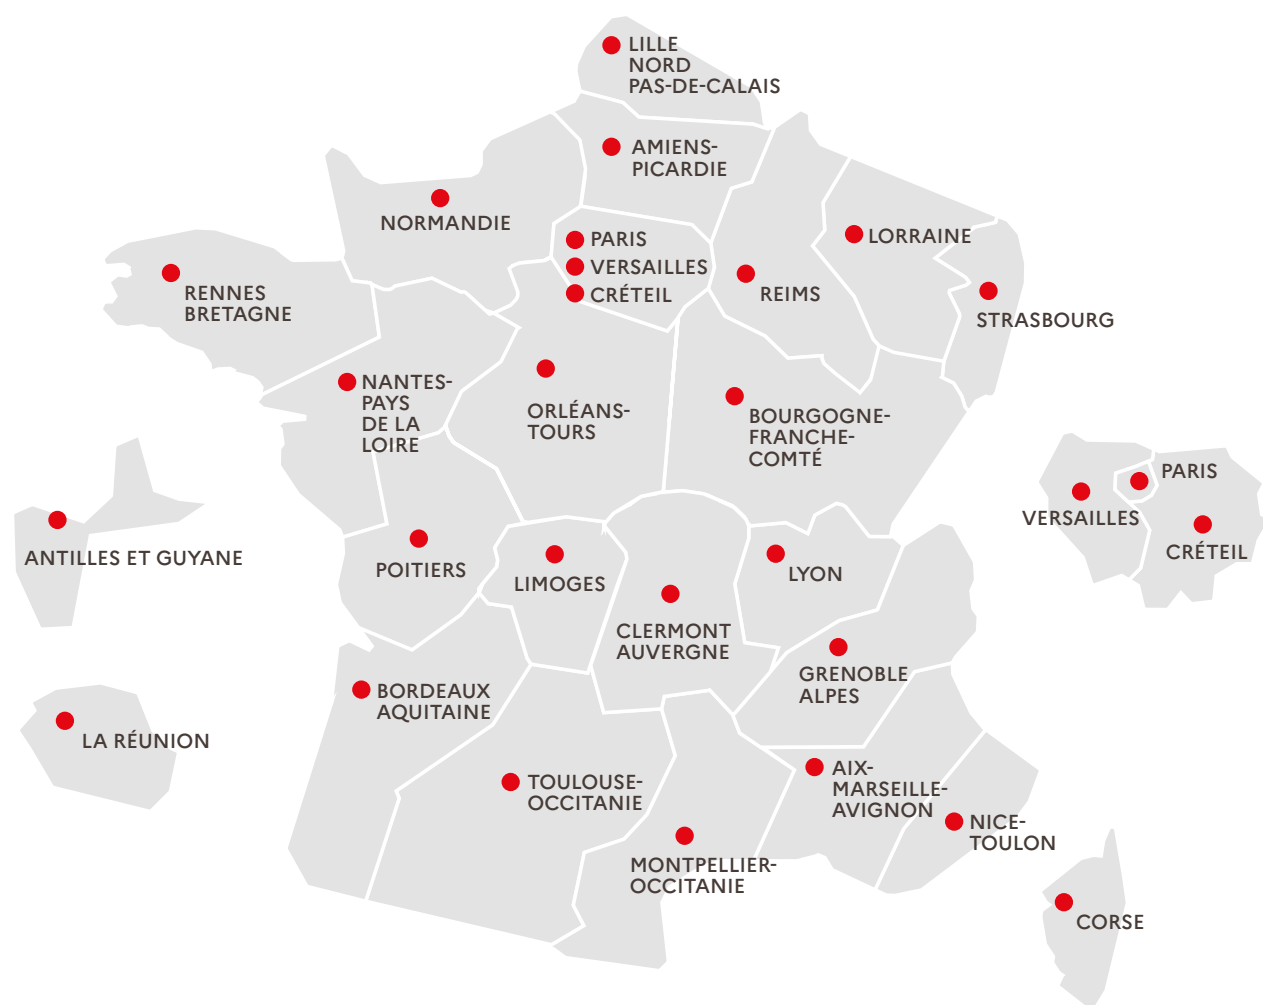 LILLE
NORD
PAS-DE-CALAIS
AMIENS-
PICARDIE
NORMANDIE
PARIS
VERSAILLES
CRÉTEIL
LORRAINE
REIMS
STRASBOURG
RENNES
BRETAGNE
NANTES-
PAYS
DE LA
LOIRE
ORLÉANS-
TOURS
BOURGOGNE-
FRANCHE-
COMTÉ
PARIS
VERSAILLES
CRÉTEIL
ANTILLES ET GUYANE
POITIERS
LIMOGES
LYON
CLERMONT
AUVERGNE
GRENOBLE
ALPES
BORDEAUX
AQUITAINE
LA RÉUNION
TOULOUSE-
OCCITANIE
AIX-
MARSEILLE-
AVIGNON
NICE-
TOULON
MONTPELLIER-
OCCITANIE
CORSE